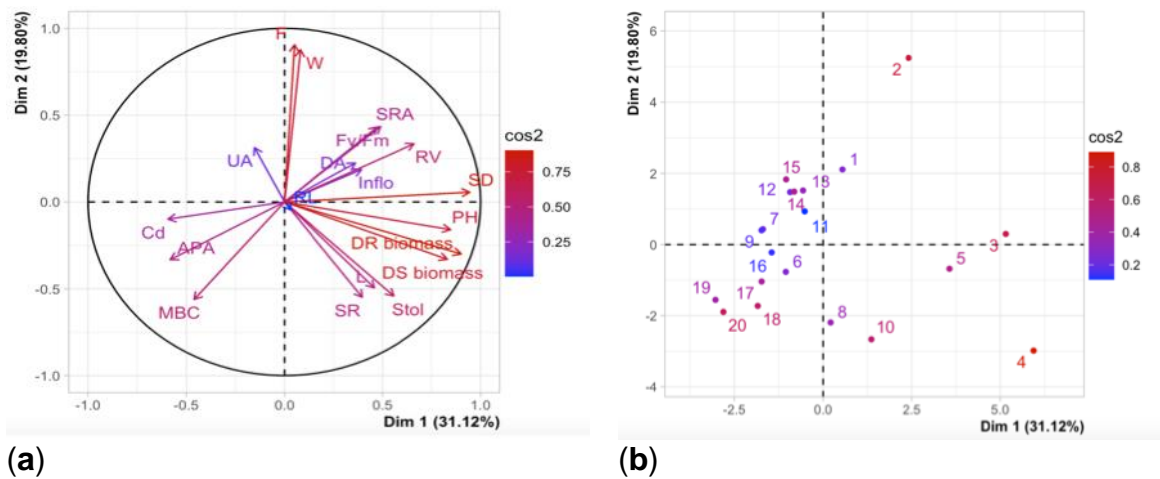 1.0
0.5
0.0
-0.5
-1.0
Dim 2 (19.80%)
F
W
SRA
Fv/Fm
RV
UA
DA
Inflo
SD
PH
Cd
APA
DR biomass
DS biomass
MBC
SR
Stol
-1.0 -0.5 0.0 0.5 1.0
Dim 1 (31.12%)
cos2
0.75
0.50
0.25
(a)
6
4
2
0
-2
-4
Dim 2 (19.80%)
2
15 1
12 13
14
7 11
9 3
16 6 5
19 17
20 18 8 10
4
-2.5 0.0 2.5 5.0
Dim 1 (31.12%)
cos2
0.8
0.6
0.4
0.2
(b)